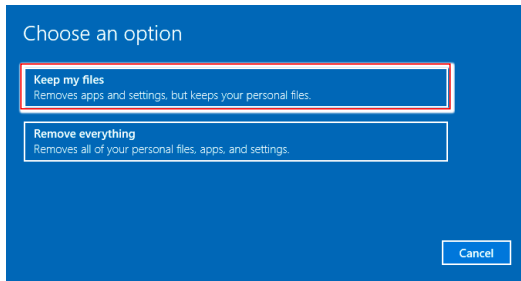 Choose an option
Keep my files
Removes apps and settings, but keeps your personal files.
Remove everything
Removes all of your personal files, apps, and settings.
Cancel